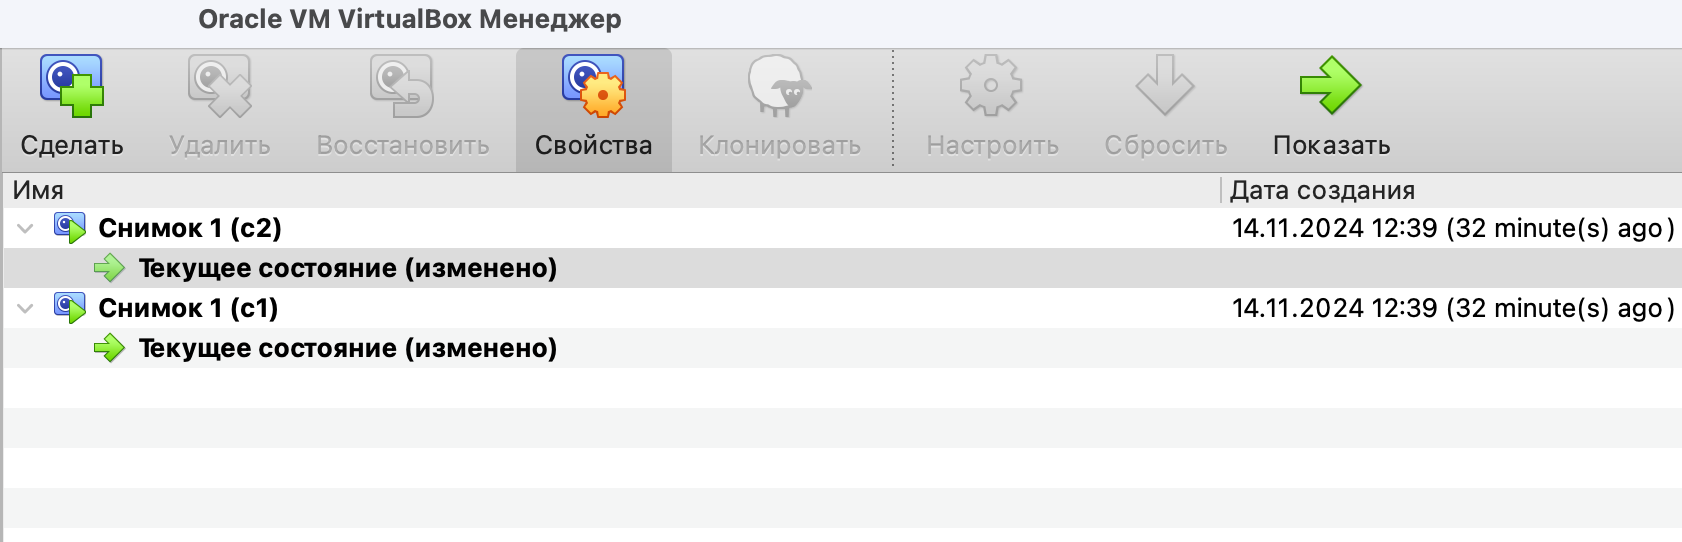 Oracle VM VirtualBox Менеджер
Сделать Удалить Восстановить Свойства Клонировать Настроить Сбросить Показать
Имя Дата создания
Снимок 1 (c2) 14.11.2024 12:39 (32 minute(s) ago)
Текущее состояние (изменено)
Снимок 1 (c1) 14.11.2024 12:39 (32 minute(s) ago)
Текущее состояние (изменено)